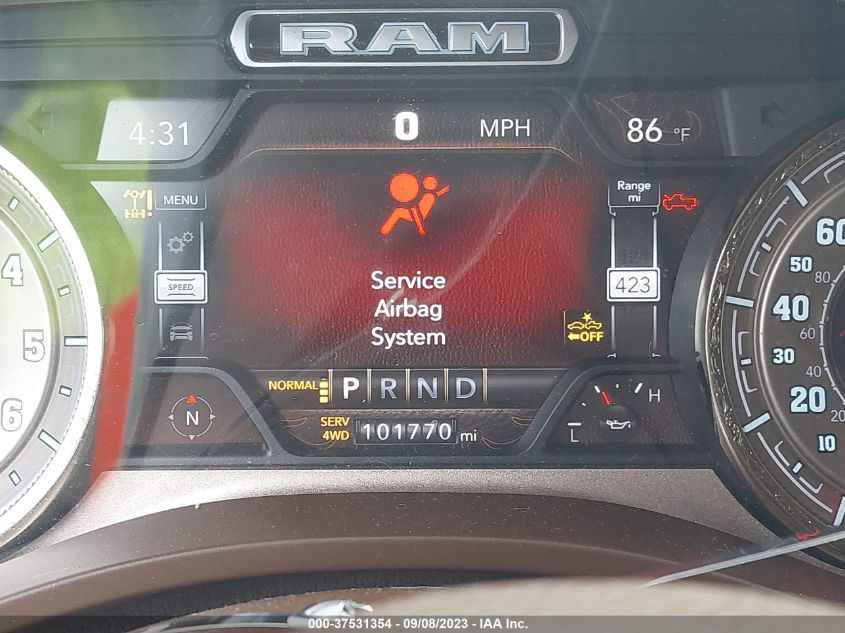 RAM
4:31
0 MPH
86 °F
MENU
Range
mi
SPEED
423
Service
Airbag
System
OFF
NORMAL P R N D
N
SERV
4WD
101770 mi
L H
4
5
6
60
50
80
40
60
30
40
20
20
10
000-37531354 - 09/08/2023 - IAA Inc.